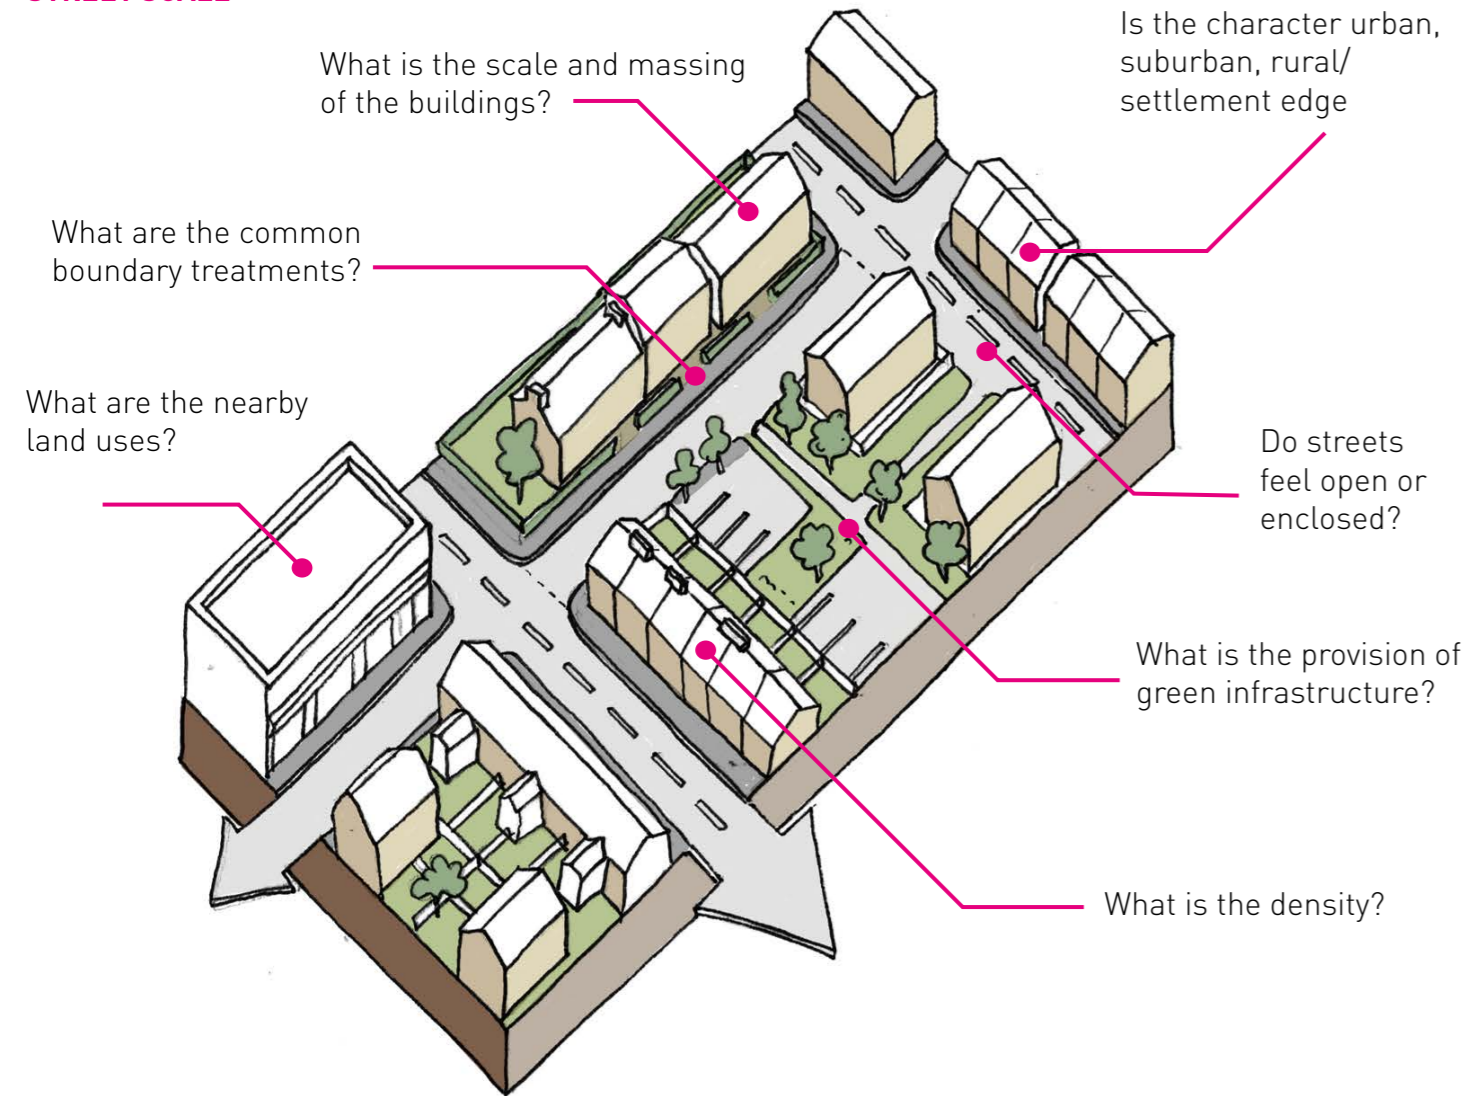 STREET SCALE
What is the scale and massing
of the buildings?
Is the character urban,
suburban, rural/
settlement edge
What are the common
boundary treatments?
What are the nearby
land uses?
Do streets
feel open or
enclosed?
What is the provision of
green infrastructure?
What is the density?